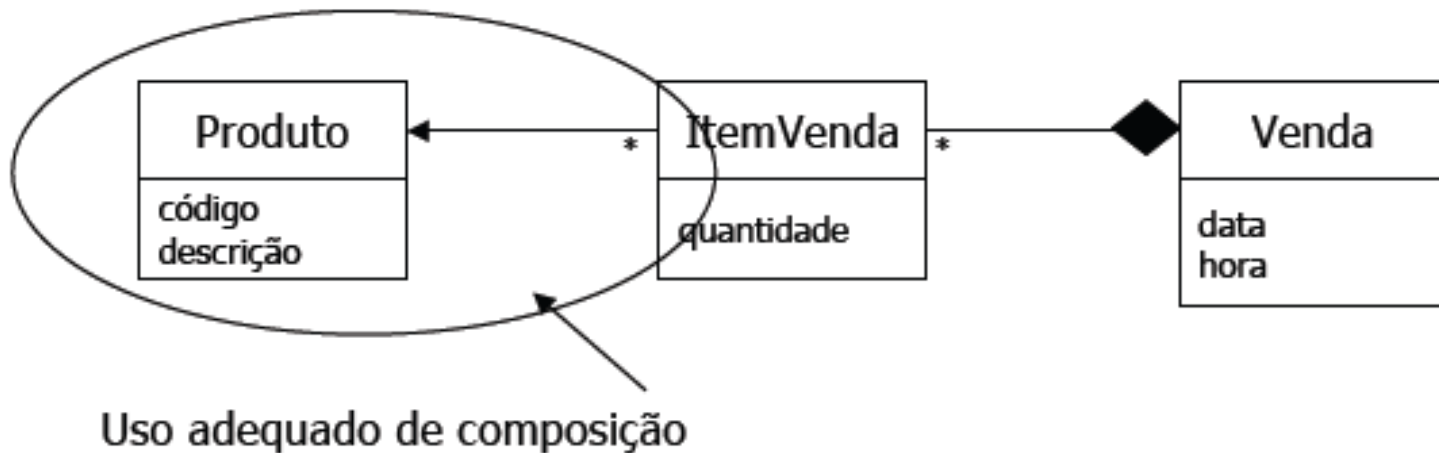 Produto
código
descrição
*
ItemVenda
quantidade
*
Venda
data
hora
Uso adequado de composição